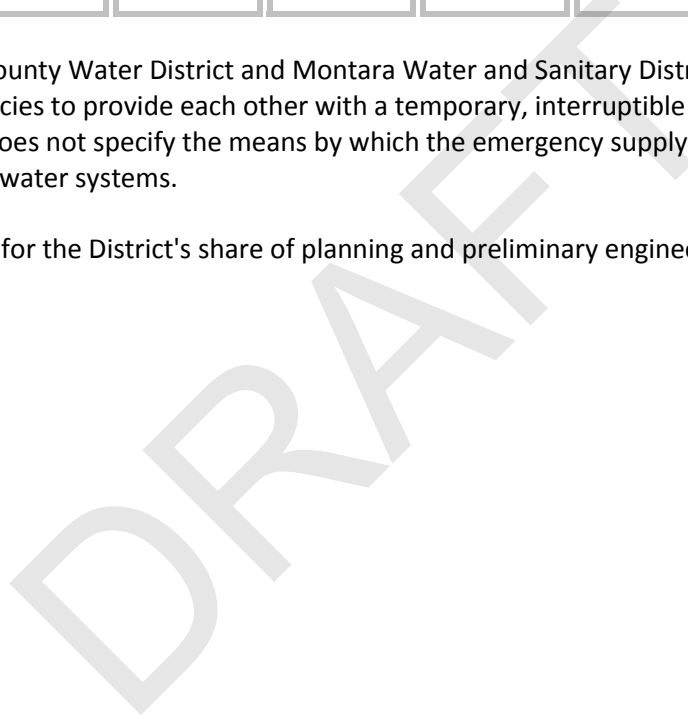 ounty Water District and Montara Water and Sanitary Distr
cies to provide each other with a temporary, interruptible
oes not specify the means by which the emergency supply
water systems.
for the District's share of planning and preliminary enginee
DRAFT